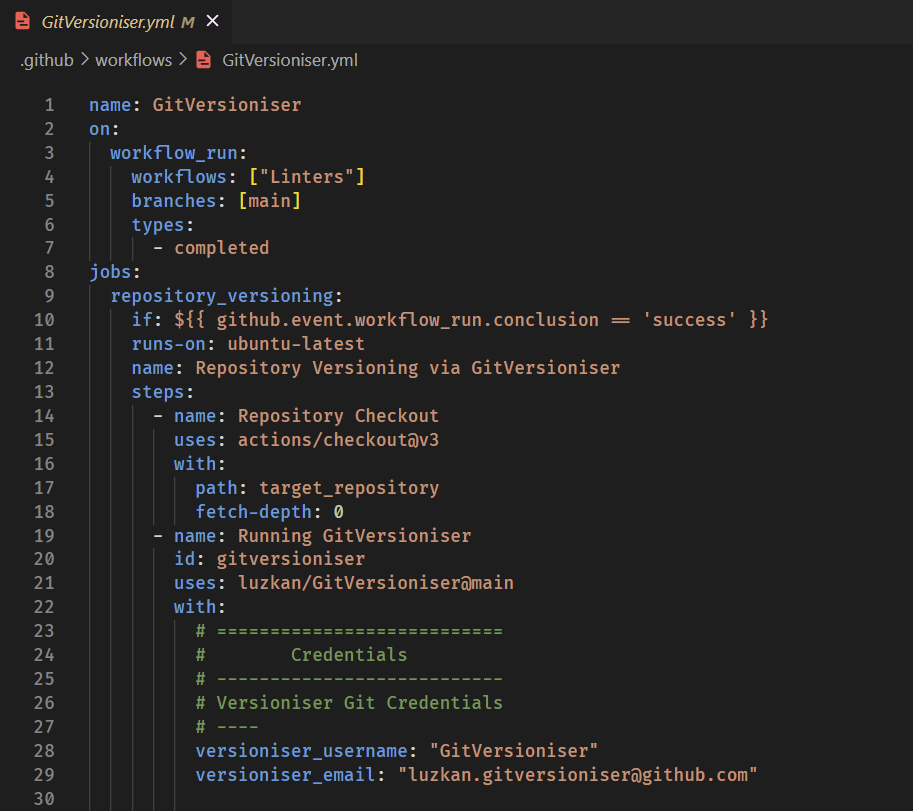 GitVersioniser.yml M ×
.github > workflows > GitVersioniser.yml
1 name: GitVersioniser
2 on:
3   workflow_run:
4     workflows: ["Linters"]
5     branches: [main]
6     types:
7       - completed
8 jobs:
9   repository_versioning:
10     if: ${{ github.event.workflow_run.conclusion == 'success' }}
11     runs-on: ubuntu-latest
12     name: Repository Versioning via GitVersioniser
13     steps:
14       - name: Repository Checkout
15         uses: actions/checkout@v3
16         with:
17           path: target_repository
18           fetch-depth: 0
19       - name: Running GitVersioniser
20         id: gitversioniser
21         uses: luzkan/GitVersioniser@main
22         with:
23           # ===========================
24           #        Credentials
25           # ---------------------------
26           # Versioniser Git Credentials
27           # ----
28           versioniser_username: "GitVersioniser"
29           versioniser_email: "luzkan.gitversioniser@github.com"
30